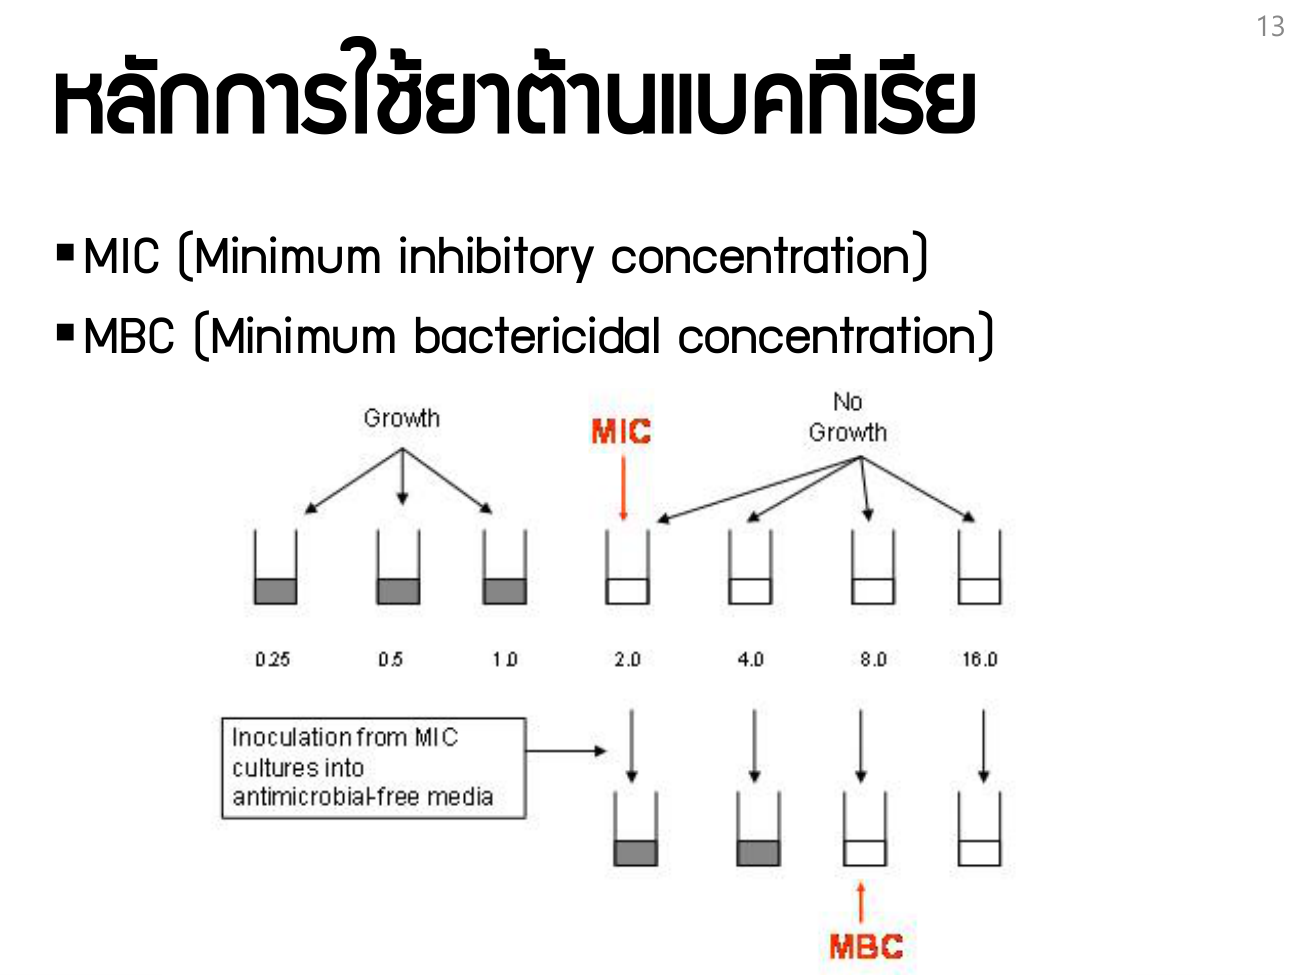 13
หลักการใช้ยาต้านแบคทีเรีย
▪MIC (Minimum inhibitory concentration)
▪MBC (Minimum bactericidal concentration)
Growth
MIC
No
Growth
0.25 0.5 1.0 2.0 4.0 8.0 16.0
Inoculation from MIC
cultures into
antimicrobial-free media
MBC